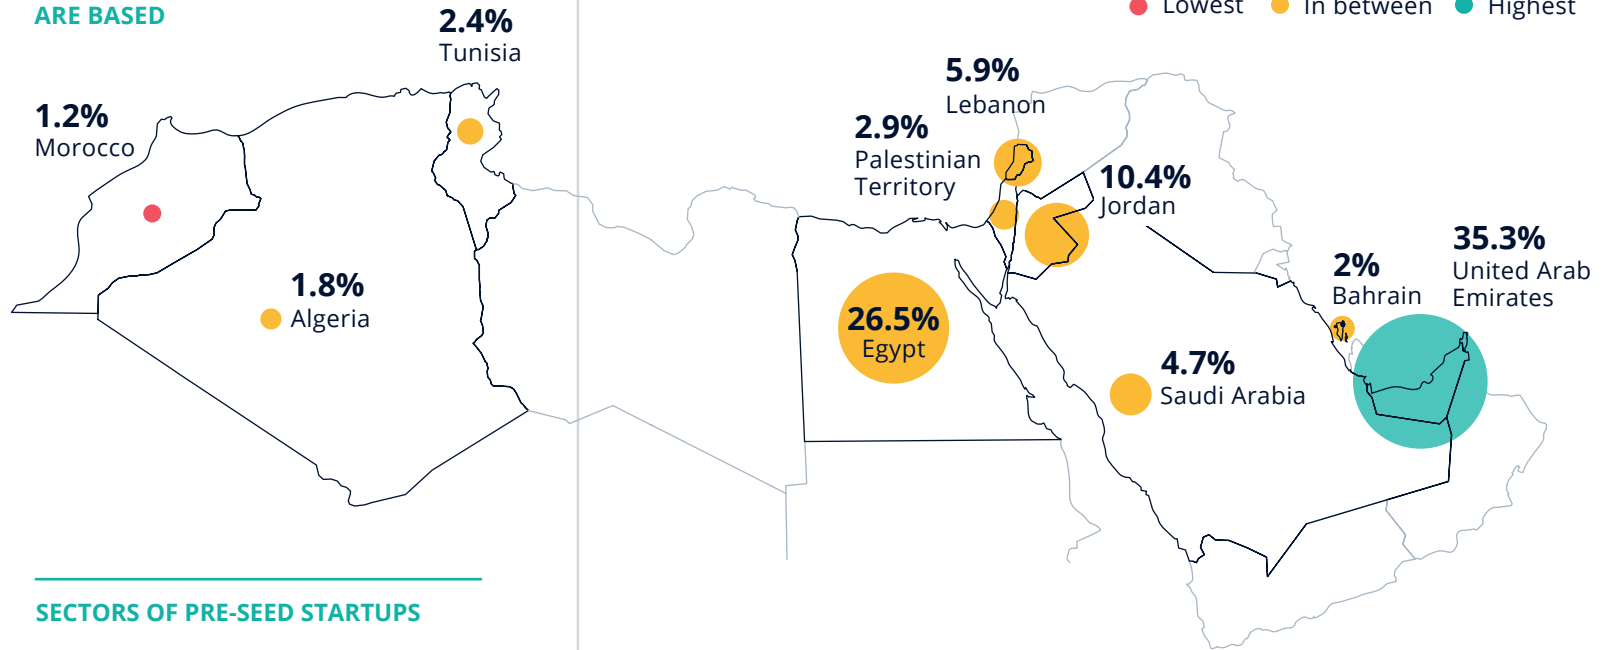 ARE BASED
Lowest
In between
Highest
2.4%
Tunisia
1.2%
Morocco
1.8%
Algeria
5.9%
Lebanon
2.9%
Palestinian
Territory
10.4%
Jordan
26.5%
Egypt
35.3%
United Arab
Emirates
2%
Bahrain
4.7%
Saudi Arabia
SECTORS OF PRE-SEED STARTUPS